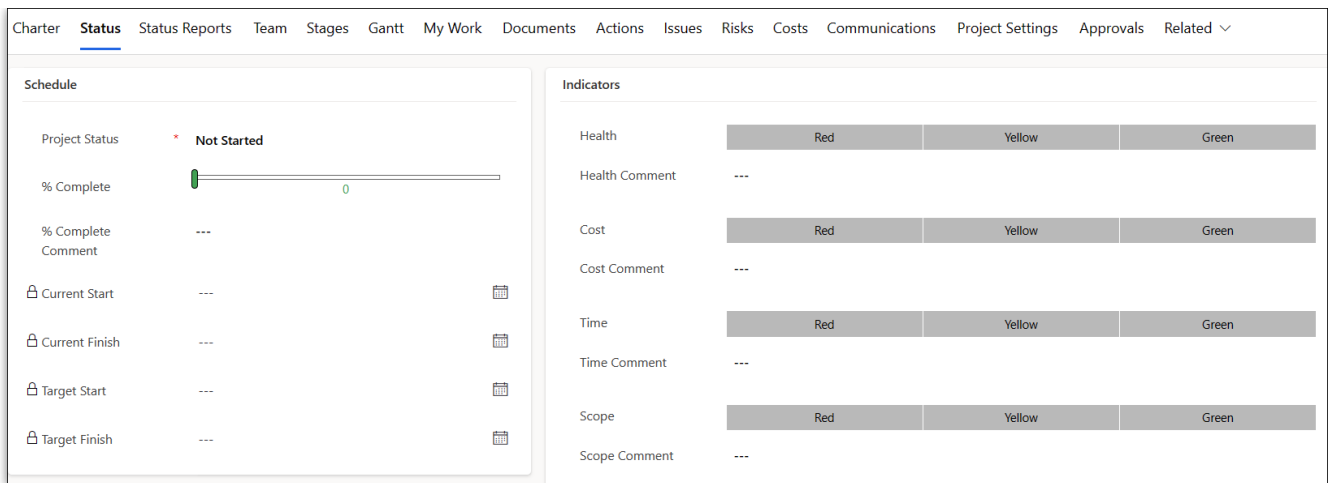 Charter Status Status Reports Team Stages Gantt My Work Documents Actions Issues Risks Costs Communications Project Settings Approvals Related
Schedule
Project Status * Not Started
% Complete
0
% Complete
Comment
---
Current Start ---
Current Finish ---
Target Start ---
Target Finish ---
Indicators
Health Red Yellow Green
Health Comment ---
Cost Red Yellow Green
Cost Comment ---
Time Red Yellow Green
Time Comment ---
Scope Red Yellow Green
Scope Comment ---